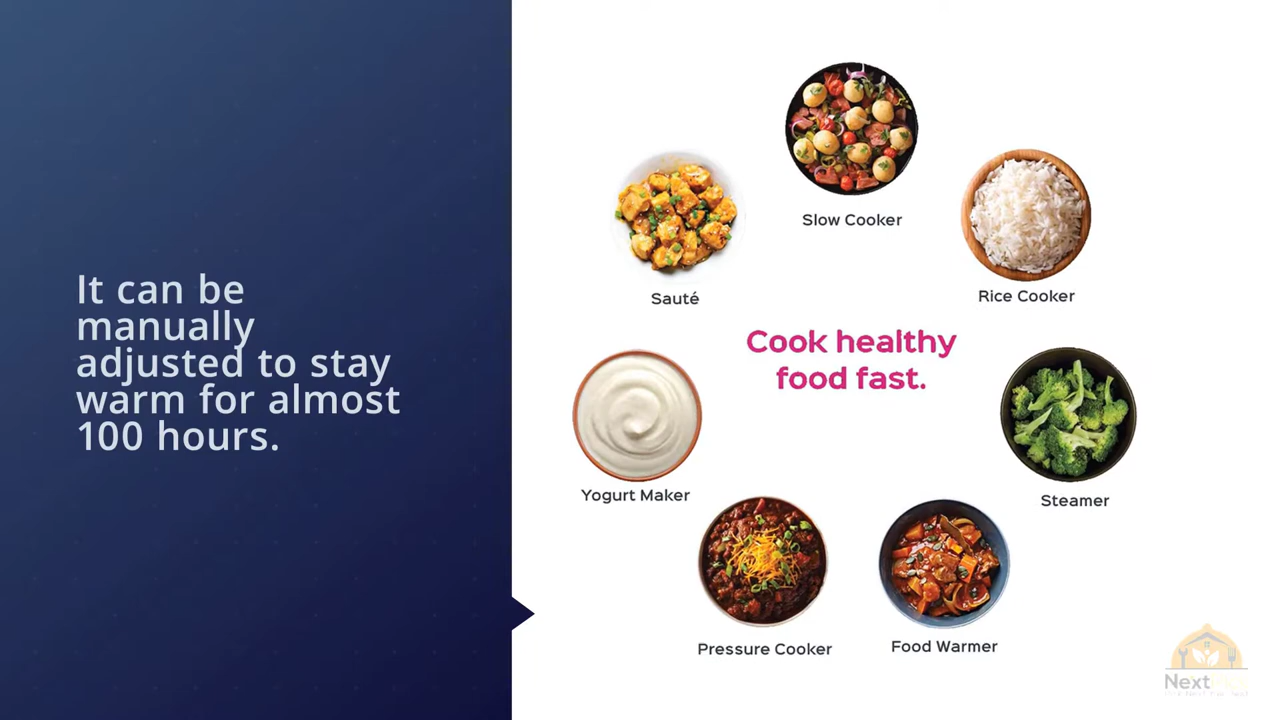 It can be
manually
adjusted to stay
warm for almost
100 hours.
Slow Cooker
Sauté
Rice Cooker
Cook healthy
food fast.
Yogurt Maker
Steamer
Pressure Cooker
Food Warmer
Next